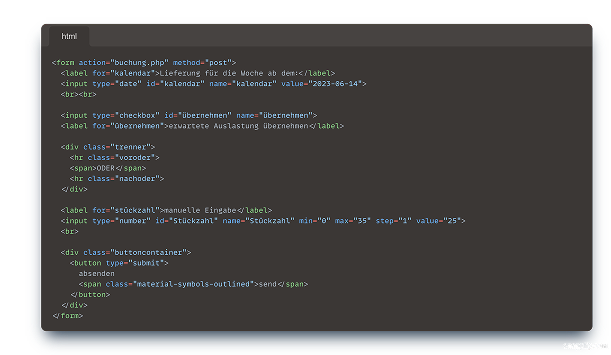 html
<form action="buchung.php" method="post">
<label for="kalendar">Lieferung für die Woche ab dem:</label>
<input type="date" id="kalendar" name="kalendar" value="2023-06-14">
<br><br>
<input type="checkbox" id="übernehmen" name="übernehmen">
<label for="übernehmen">erwartete Auslastung übernehmen</label>
<div class="trenner">
<hr class="voroder">
<span>ODER</span>
<hr class="nachoder">
</div>
<label for="stückzahl">manuelle Eingabe</label>
<input type="number" id="Stückzahl" name="Stückzahl" min="0" max="35" step="1" value="25">
<br>
<div class="buttoncontainer">
<button type="submit">
absenden
<span class="material-symbols-outlined">send</span>
</button>
</div>
</form>